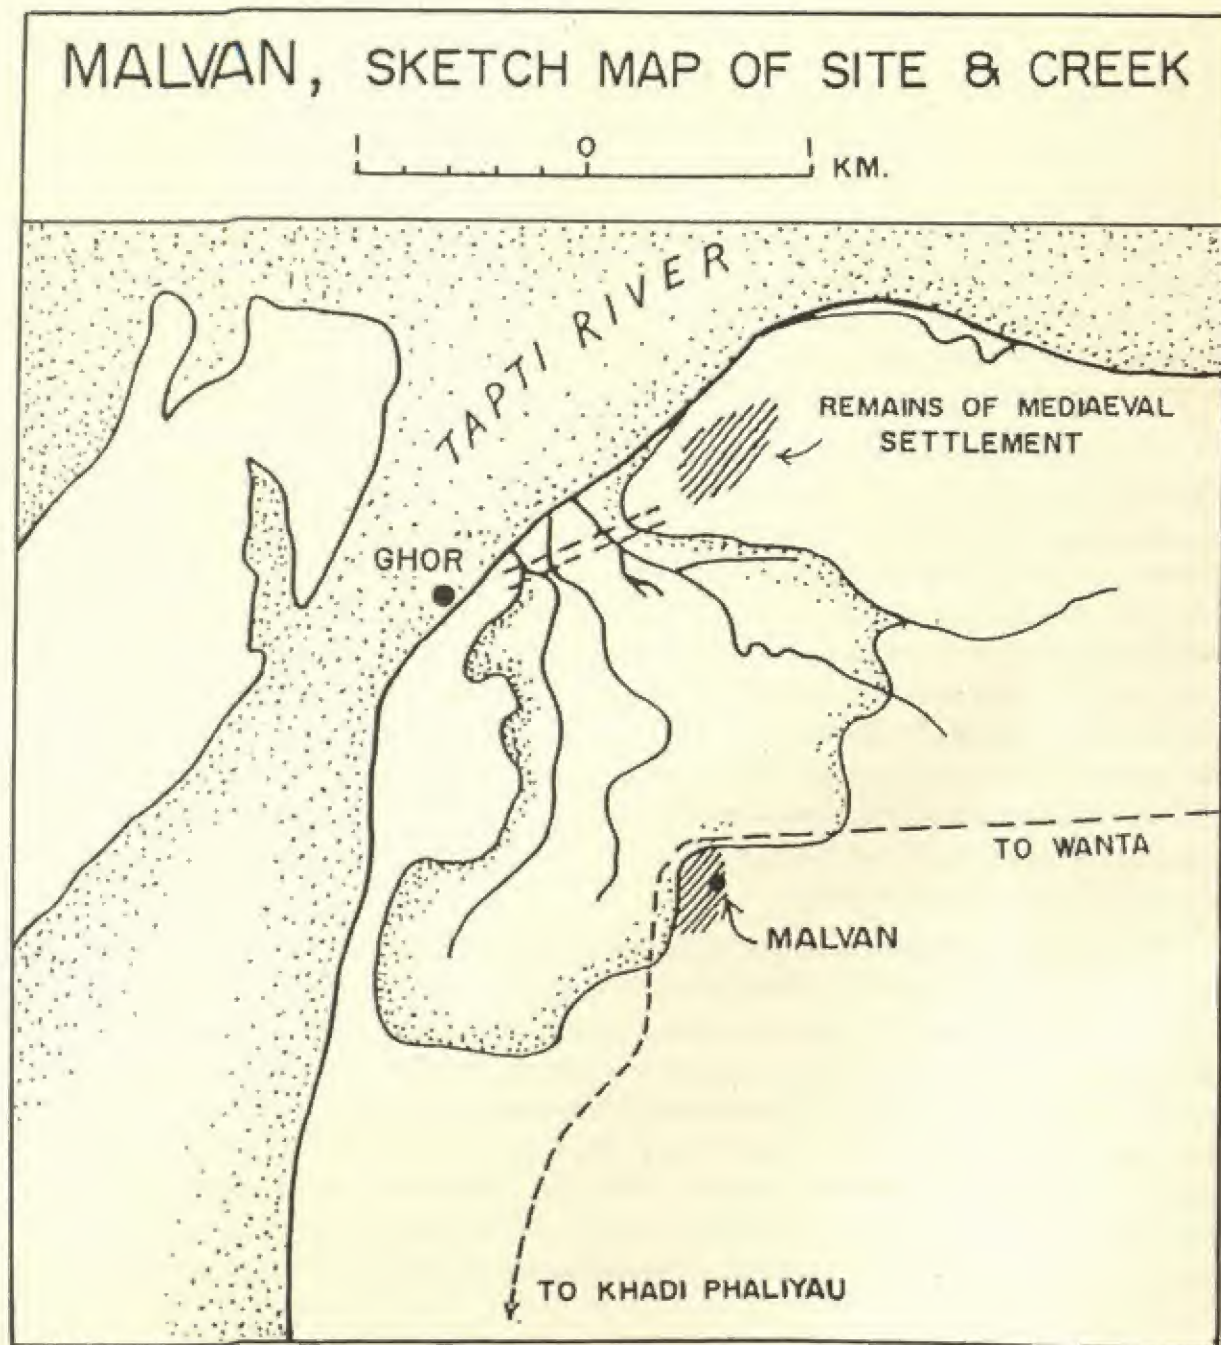 MALVAN, SKETCH MAP OF SITE & CREEK
1 0 1 KM.
TAPTI RIVER
REMAINS OF MEDIAEVAL
SETTLEMENT
GHOR
TO WANTA
MALVAN
TO KHADI PHALIYAU